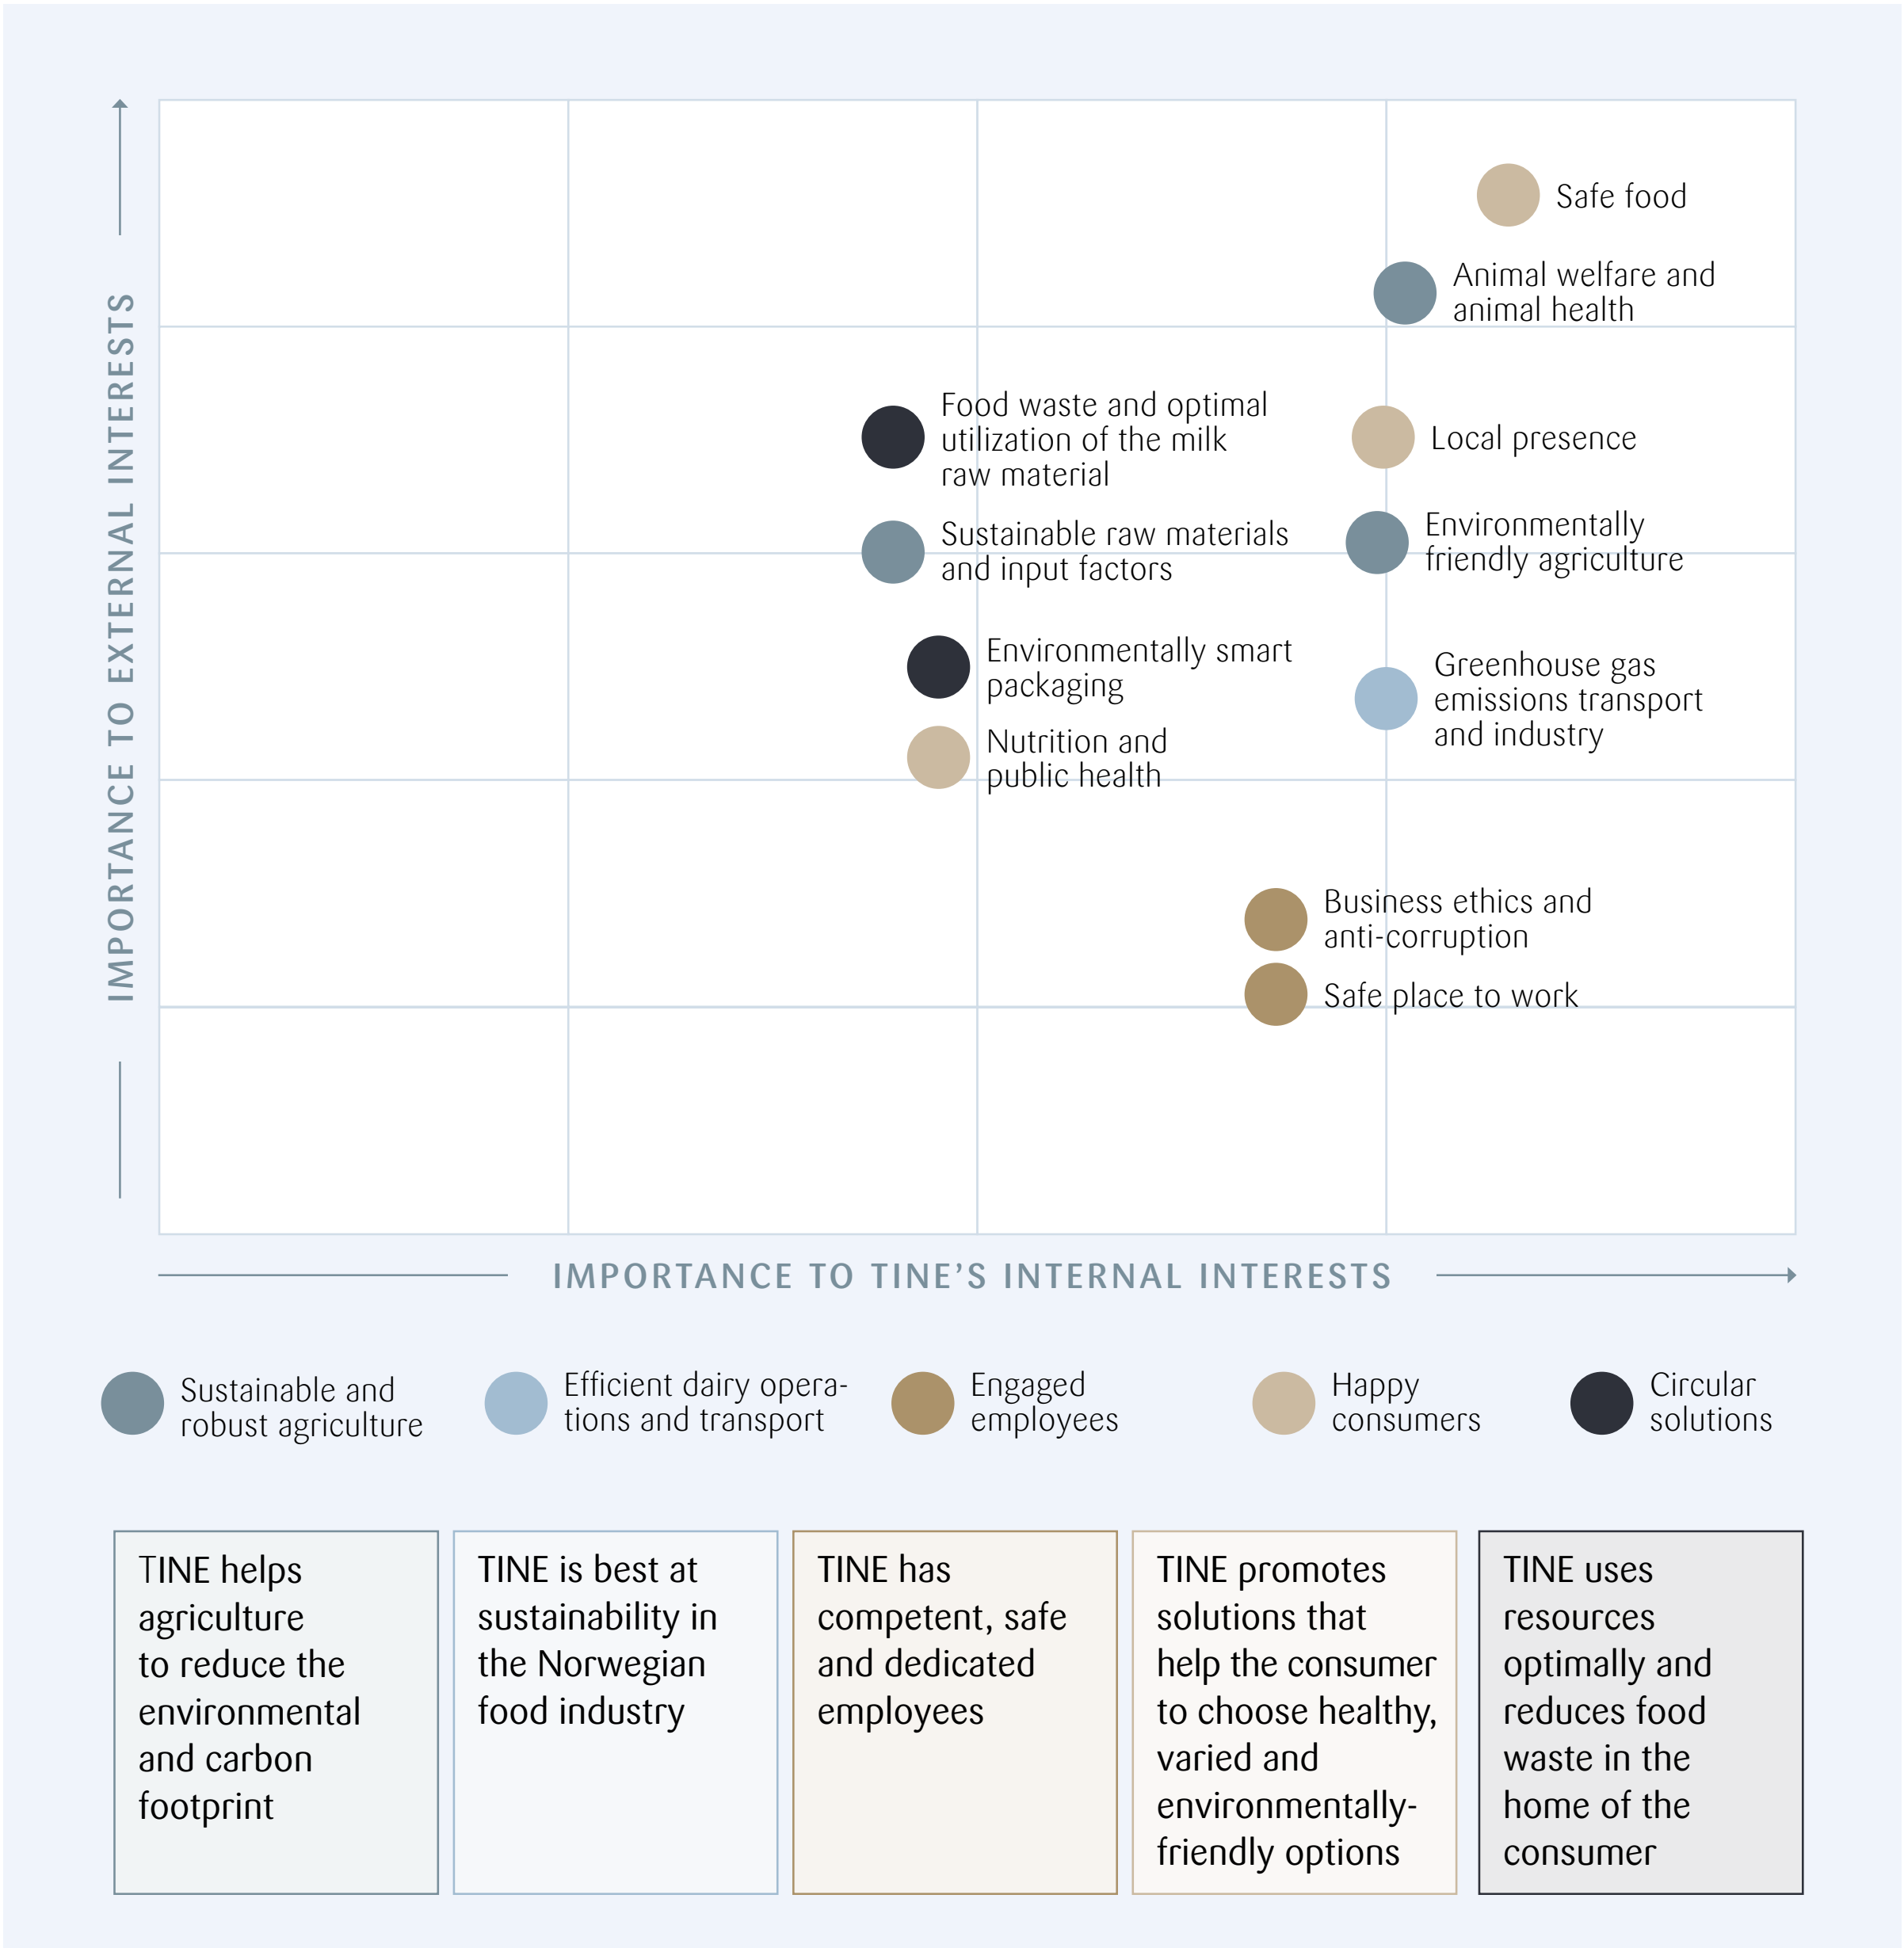 IMPORTANCE TO EXTERNAL INTERESTS
Safe food
Animal welfare and
animal health
Food waste and optimal
utilization of the milk
raw material
Local presence
Sustainable raw materials
and input factors
Environmentally
friendly agriculture
Environmentally smart
packaging
Greenhouse gas
emissions transport
and industry
Nutrition and
public health
Business ethics and
anti-corruption
Safe place to work
IMPORTANCE TO TINE’S INTERNAL INTERESTS
Sustainable and
robust agriculture
Efficient dairy opera-
tions and transport
Engaged
employees
Happy
consumers
Circular
solutions
TINE helps
agriculture
to reduce the
environmental
and carbon
footprint
TINE is best at
sustainability in
the Norwegian
food industry
TINE has
competent, safe
and dedicated
employees
TINE promotes
solutions that
help the consumer
to choose healthy,
varied and
environmentally-
friendly options
TINE uses
resources
optimally and
reduces food
waste in the
home of the
consumer